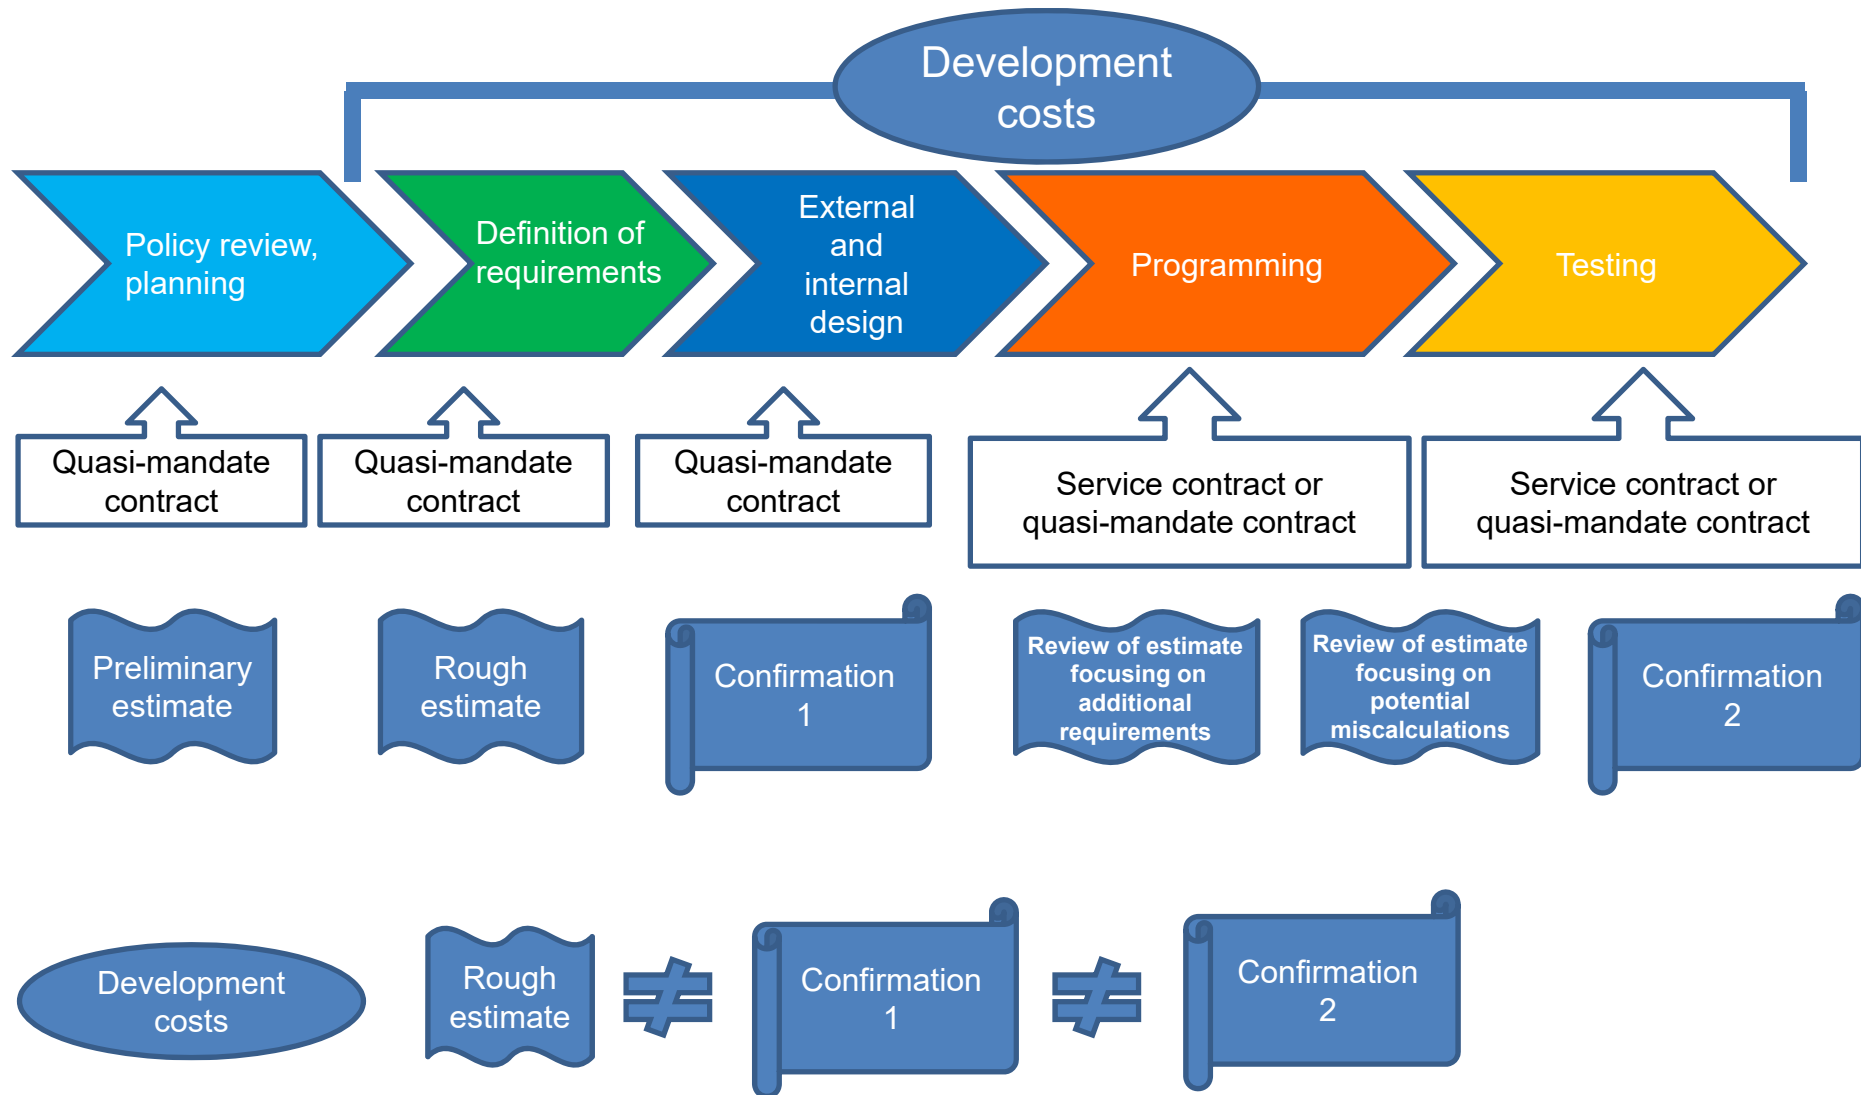 Development
costs
Policy review,
planning
Definition of
requirements
External
and
internal
design
Programming
Testing
Quasi-mandate
contract
Quasi-mandate
contract
Quasi-mandate
contract
Service contract or
quasi-mandate contract
Service contract or
quasi-mandate contract
Preliminary
estimate
Rough
estimate
Confirmation
1
Review of estimate
focusing on
additional
requirements
Review of estimate
focusing on
potential
miscalculations
Confirmation
2
Development
costs
Rough
estimate
≠
Confirmation
1
≠
Confirmation
2